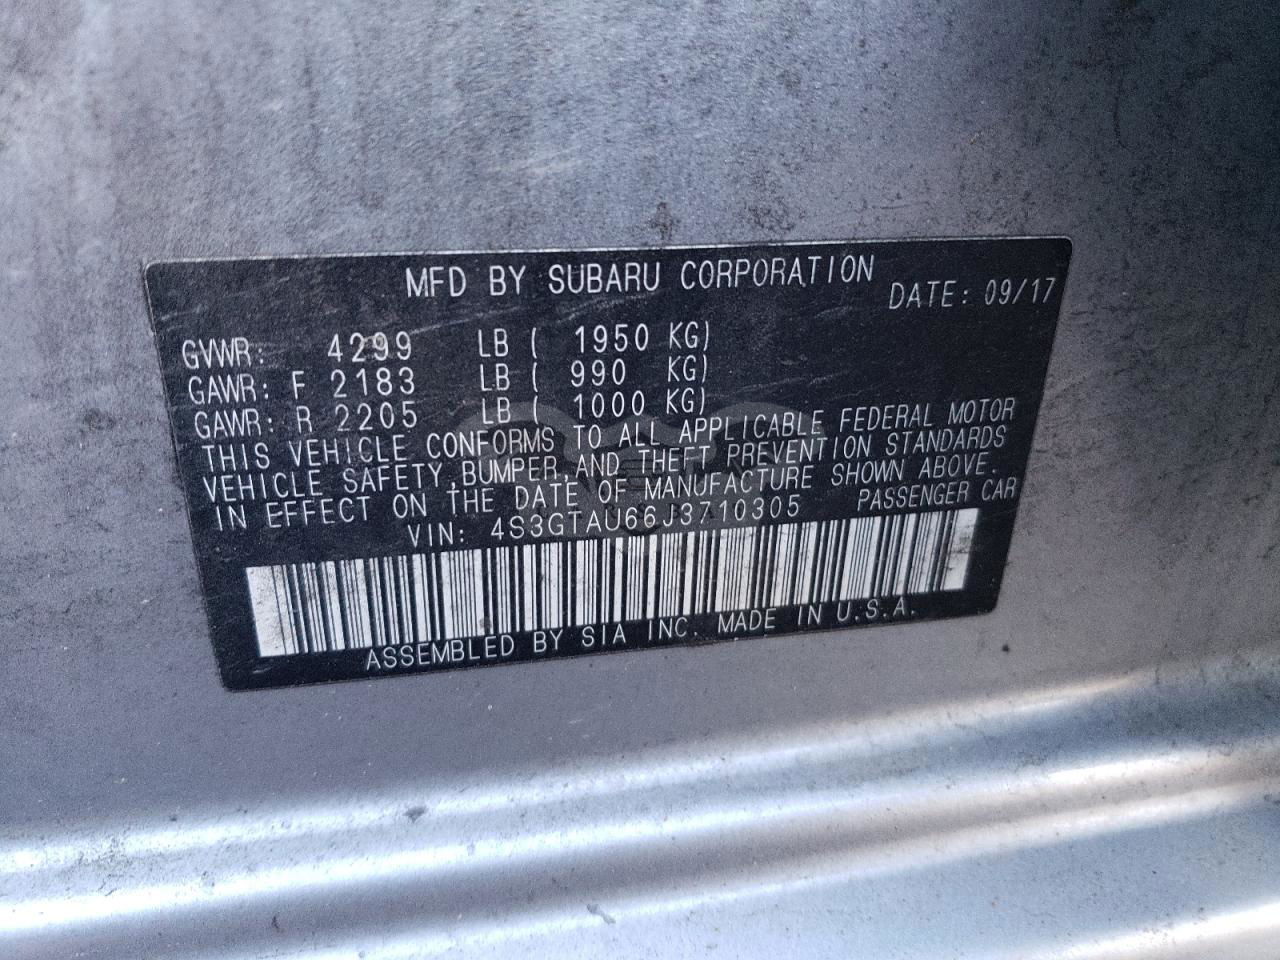 MFD BY SUBARU CORPORATION DATE: 09/17
GVWR: 4299 LB ( 1950 KG)
GAWR: F 2183 LB ( 990 KG)
GAWR: R 2205 LB ( 1000 KG)
THIS VEHICLE CONFORMS TO ALL APPLICABLE FEDERAL MOTOR
VEHICLE SAFETY, BUMPER, AND THEFT PREVENTION STANDARDS
IN EFFECT ON THE DATE OF MANUFACTURE SHOWN ABOVE.
VIN: 4S3GTAU66J3710305 PASSENGER CAR
ASSEMBLED BY SIA INC. MADE IN U.S.A.